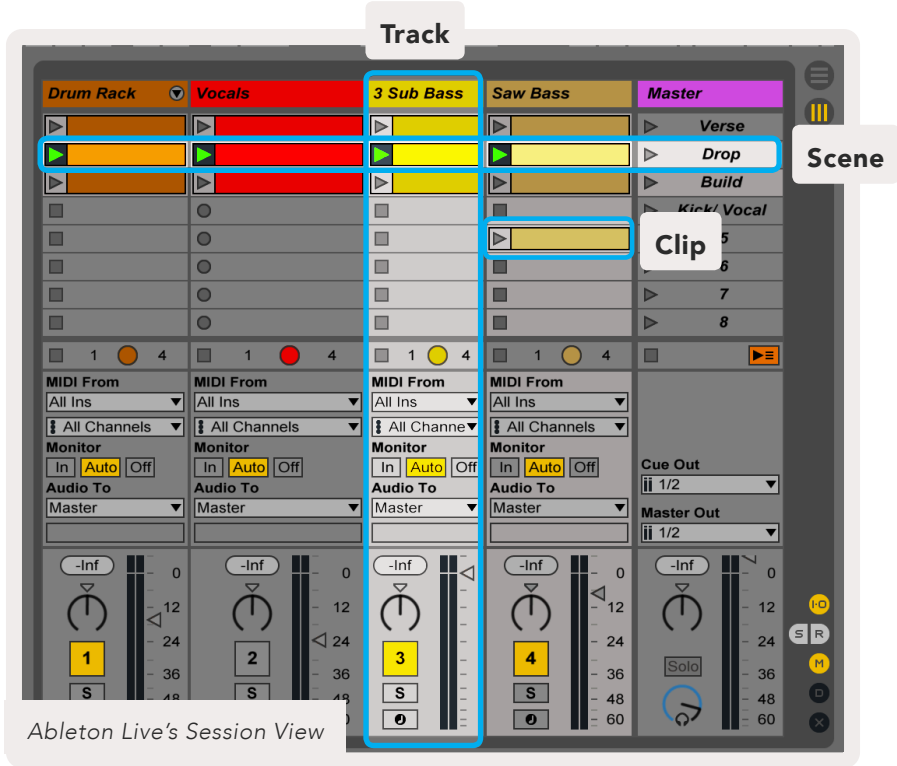 Track
Drum Rack Vocals 3 Sub Bass Saw Bass Master
Verse
Drop
Scene
Build
Kick/ Vocal
Clip 5
6
7
8
1 4 1 4 1 4 1 4
MIDI From MIDI From MIDI From MIDI From
All Ins All Ins All Ins All Ins
All Channels All Channels All Channe All Channels
Monitor Monitor Monitor Monitor
In Auto Off In Auto Off In Auto Off In Auto Off
Cue Out
Audio To Audio To Audio To Audio To
1/2
Master Master Master Master
Master Out
1/2
-Inf -Inf -Inf -Inf -Inf
0 0 0 0
12 12 12 12
I·O
24 24 24 24
S R
1 2 3 4 Solo
M
36 36 36 36
S S S S
48 48 48 48
D
60 60
X
Ableton Live's Session View